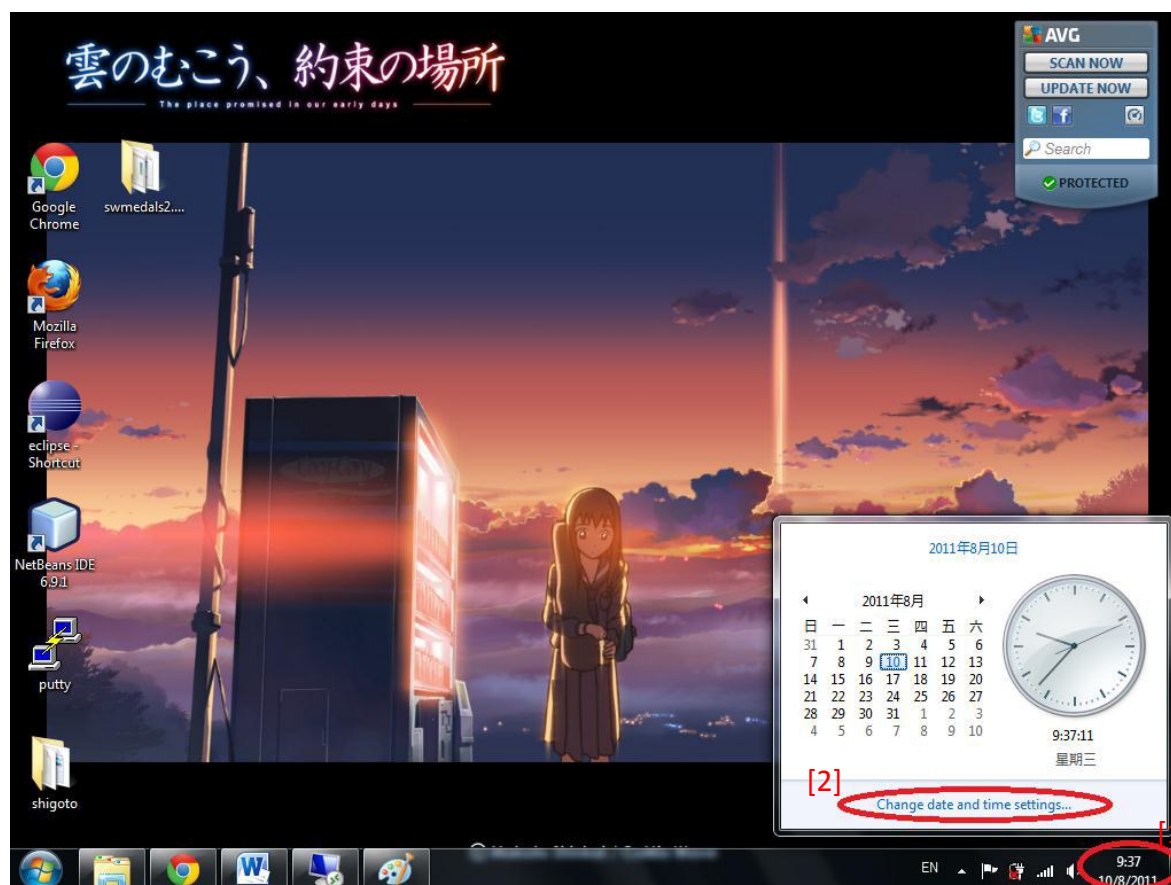 雲のむこう、約束の場所
The place promised in our early days
AVG
SCAN NOW
UPDATE NOW
Search
PROTECTED
Google
Chrome
swmedals2....
Mozilla
Firefox
eclipse -
Shortcut
NetBeans IDE
6.9.1
putty
shigoto
2011年8月10日
2011年8月
日 一 二 三 四 五 六
31 1 2 3 4 5 6
7 8 9 10 11 12 13
14 15 16 17 18 19 20
21 22 23 24 25 26 27
28 29 30 31 1 2 3
4 5 6 7 8 9 10
9:37:11
星期三
[2]
Change date and time settings...
EN
9:37
10/8/2011